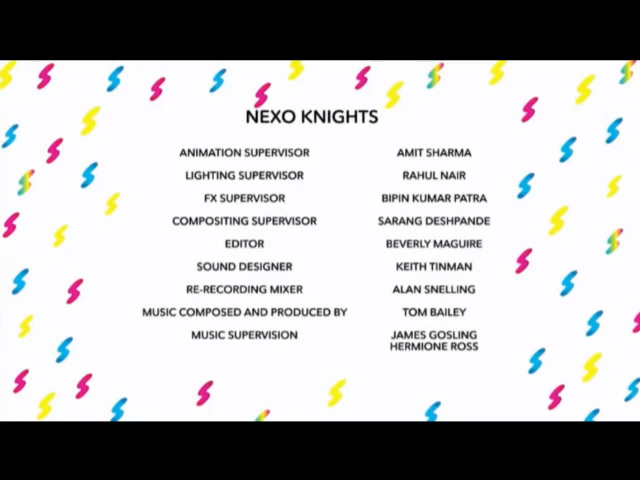 NEXO KNIGHTS
ANIMATION SUPERVISOR AMIT SHARMA
LIGHTING SUPERVISOR RAHUL NAIR
FX SUPERVISOR BIPIN KUMAR PATRA
COMPOSITING SUPERVISOR SARANG DESHPANDE
EDITOR BEVERLY MAGUIRE
SOUND DESIGNER KEITH TINMAN
RE-RECORDING MIXER ALAN SNELLING
MUSIC COMPOSED AND PRODUCED BY TOM BAILEY
MUSIC SUPERVISION JAMES GOSLING
HERMIONE ROSS